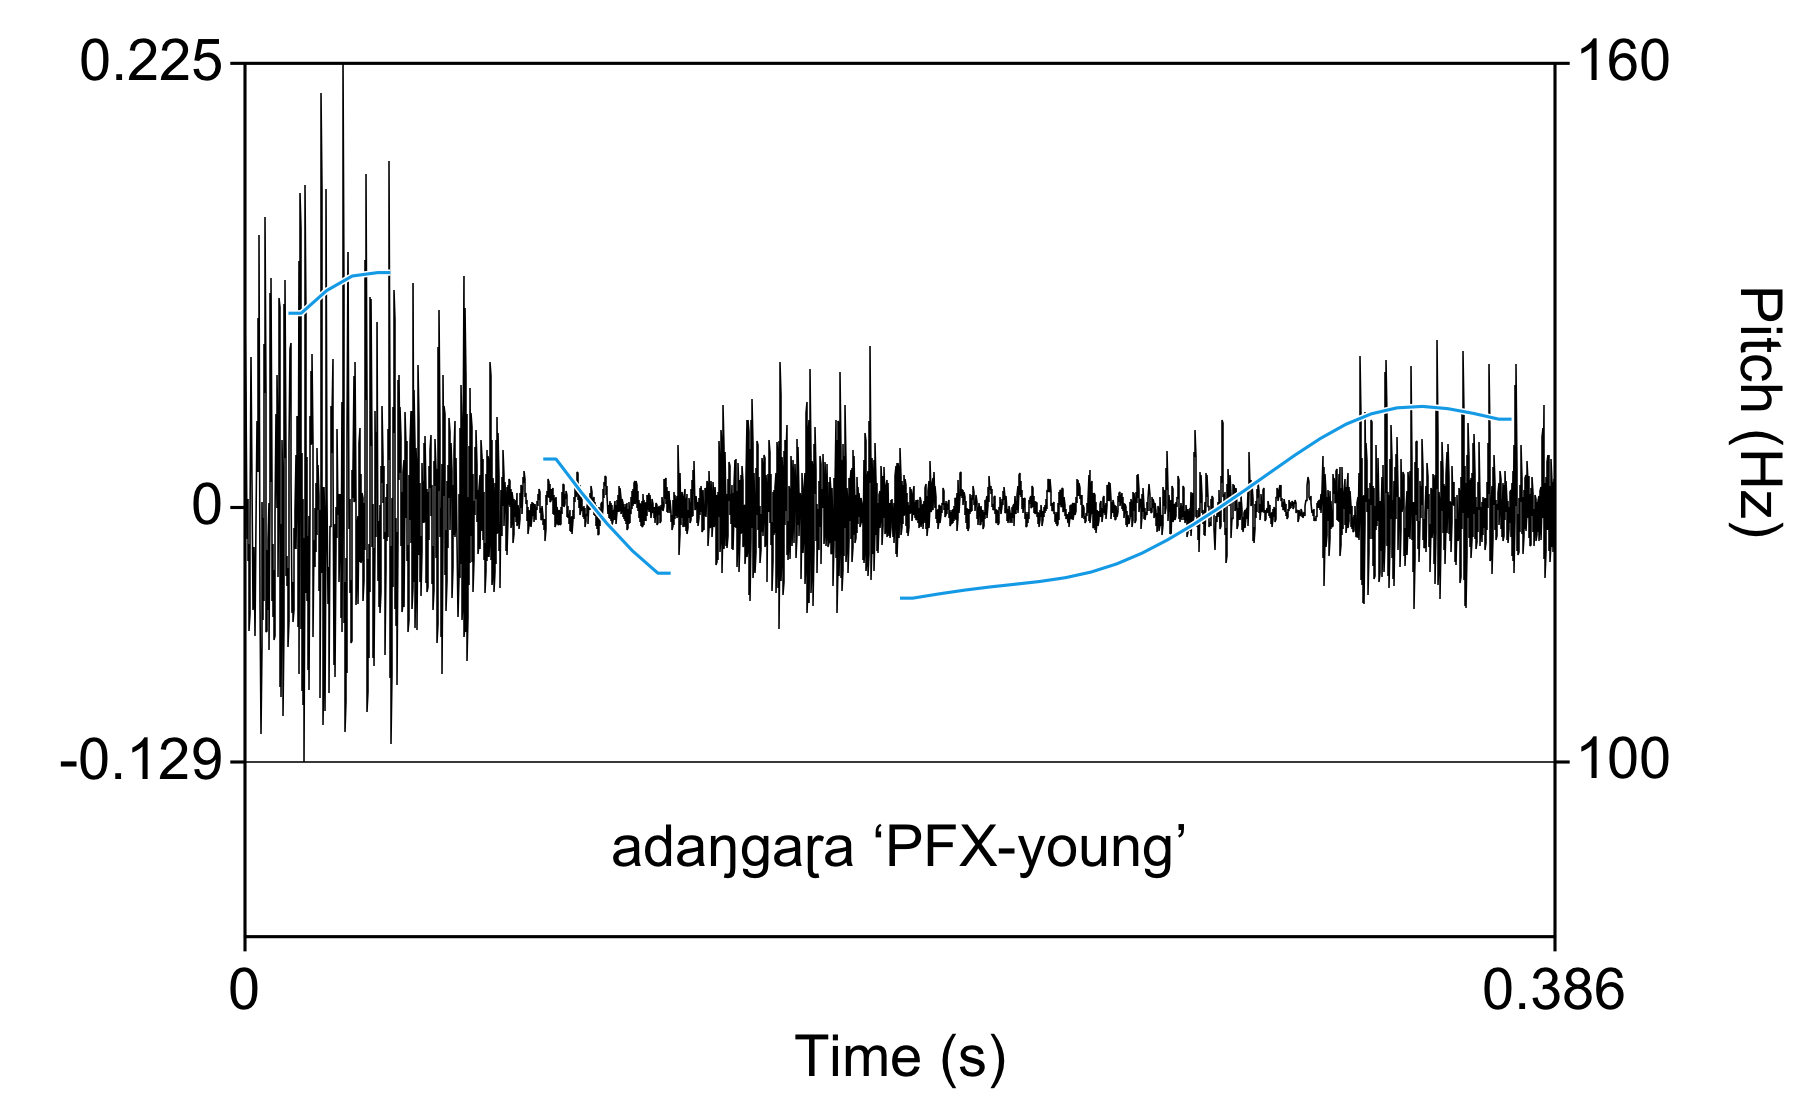 0.225
160
0
-0.129
100
Pitch (Hz)
adaŋgaɽa ‘PFX-young’
0
0.386
Time (s)